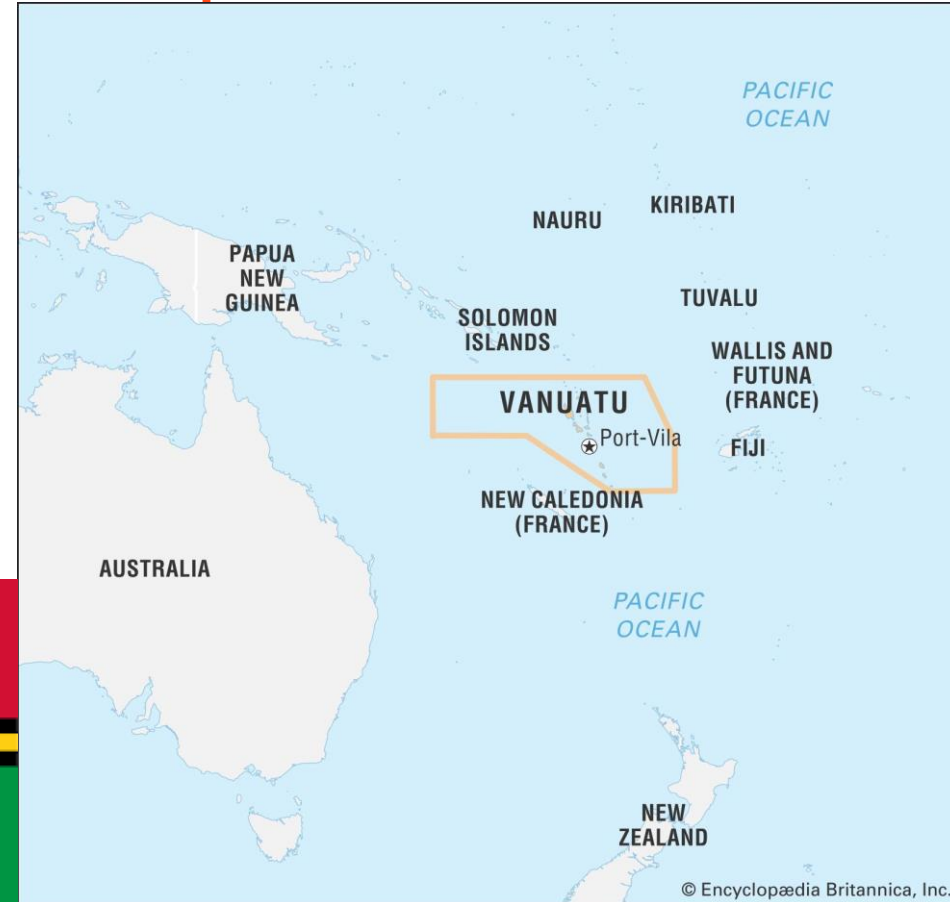 PACIFIC
OCEAN
KIRIBATI
NAURU
PAPUA
NEW
GUINEA
TUVALU
SOLOMON
ISLANDS
WALLIS AND
FUTUNA
(FRANCE)
VANUATU
Port-Vila
FIJI
NEW CALEDONIA
(FRANCE)
AUSTRALIA
PACIFIC
OCEAN
NEW
ZEALAND
© Encyclopædia Britannica, Inc.